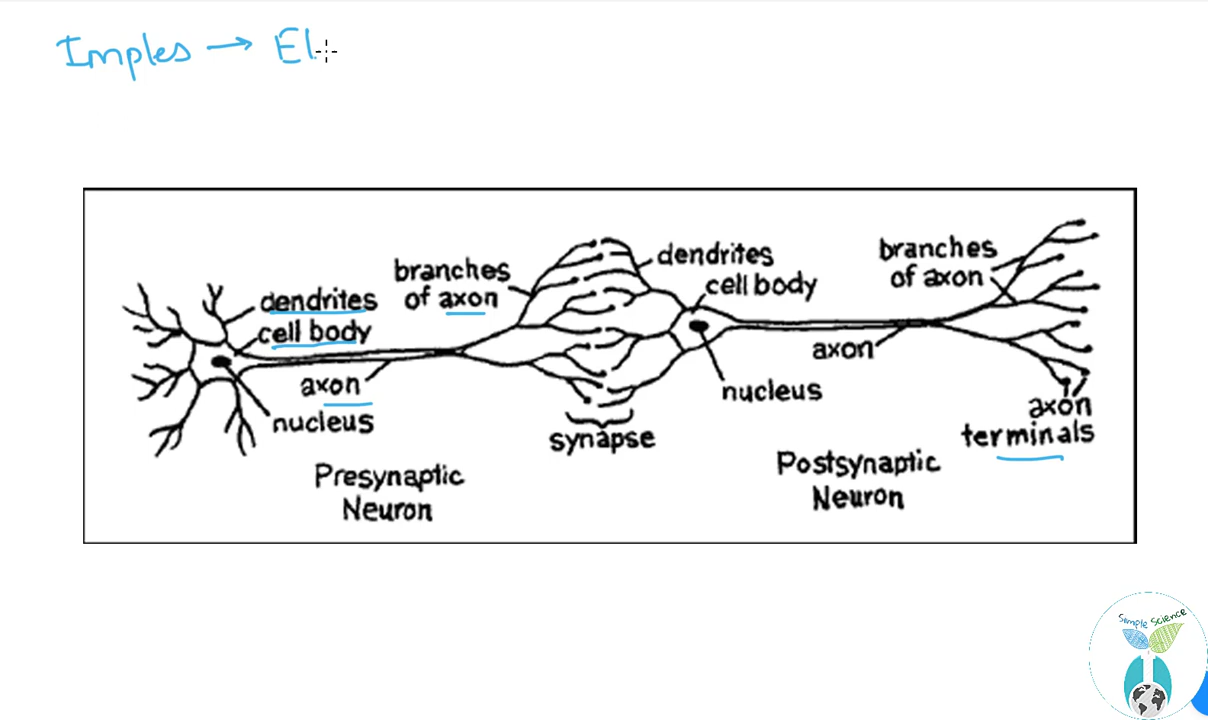 Imples → El
branches
of axon
dendrites
cell body
axon
nucleus
Presynaptic
Neuron
synapse
dendrites
cell body
nucleus
axon
branches
of axon
axon
terminals
Postsynaptic
Neuron
Semple Science